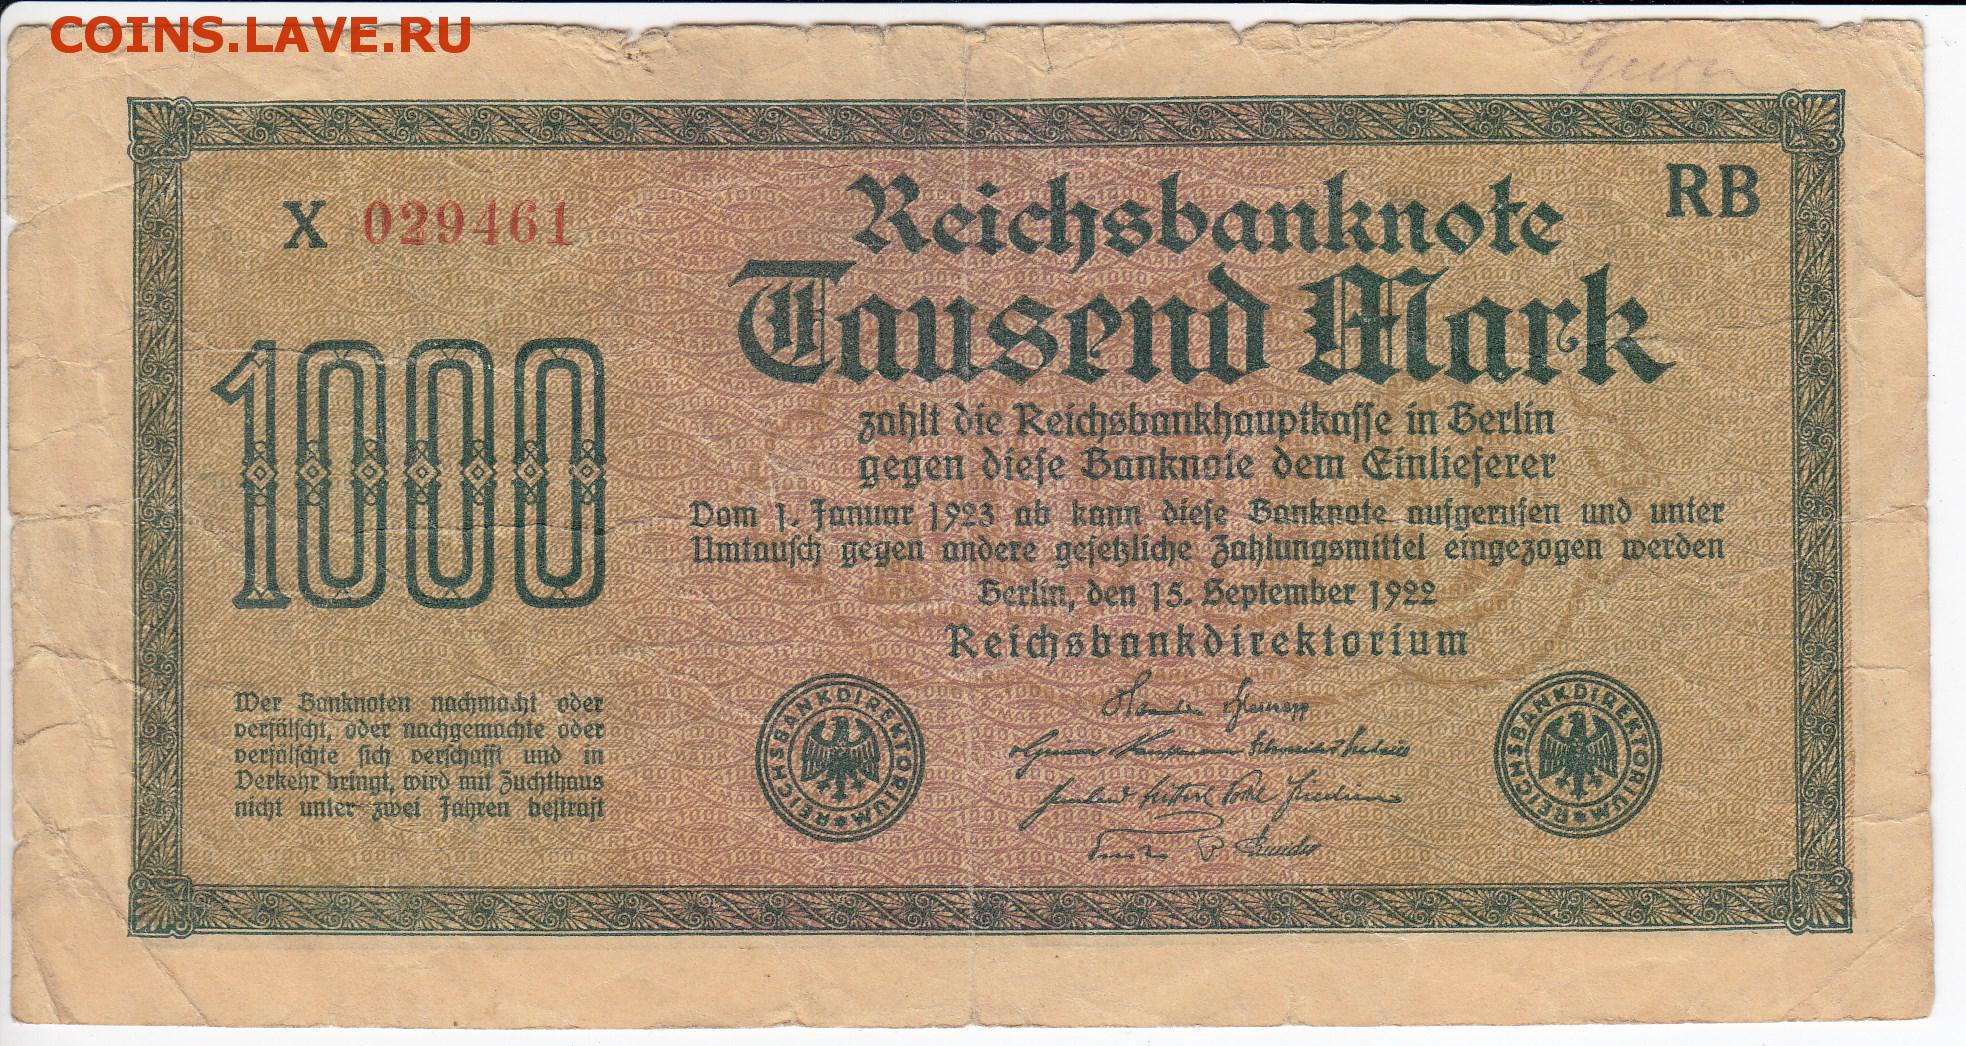 COINS.LAVE.RU
X 029461
RB
Reichsbanknote
Tausend Mark
1000
zahlt die Reichsbankhauptkasse in Berlin
gegen diese Banknote dem Einlieferer
Vom 1. Januar 1923 ab kann diese Banknote aufgerufen und unter
Umtausch gegen andere gesetzliche Zahlungsmittel eingezogen werden
Berlin, den 15. September 1922
Reichsbankdirektorium
Wer Banknoten nachmacht oder
verfälscht, oder nachgemachte oder
verfälschte sich verschafft und in
Verkehr bringt, wird mit Zuchthaus
nicht unter zwei Jahren bestraft
REICHSBANKDIREKTORIUM
REICHSBANKDIREKTORIUM